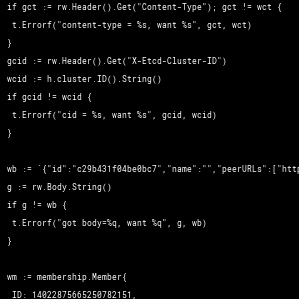 if gct := rw.Header().Get("Content-Type"); gct != wct {
t.Errorf("content-type = %s, want %s", gct, wct)
}
gcid := rw.Header().Get("X-Etcd-Cluster-ID")
wcid := h.cluster.ID().String()
if gcid != wcid {
t.Errorf("cid = %s, want %s", gcid, wcid)
}
wb := `{"id":"c29b431f04be0bc7","name":"","peerURLs":["http
g := rw.Body.String()
if g != wb {
t.Errorf("got body=%q, want %q", g, wb)
}
wm := membership.Member{
ID: 14022875665250782151,